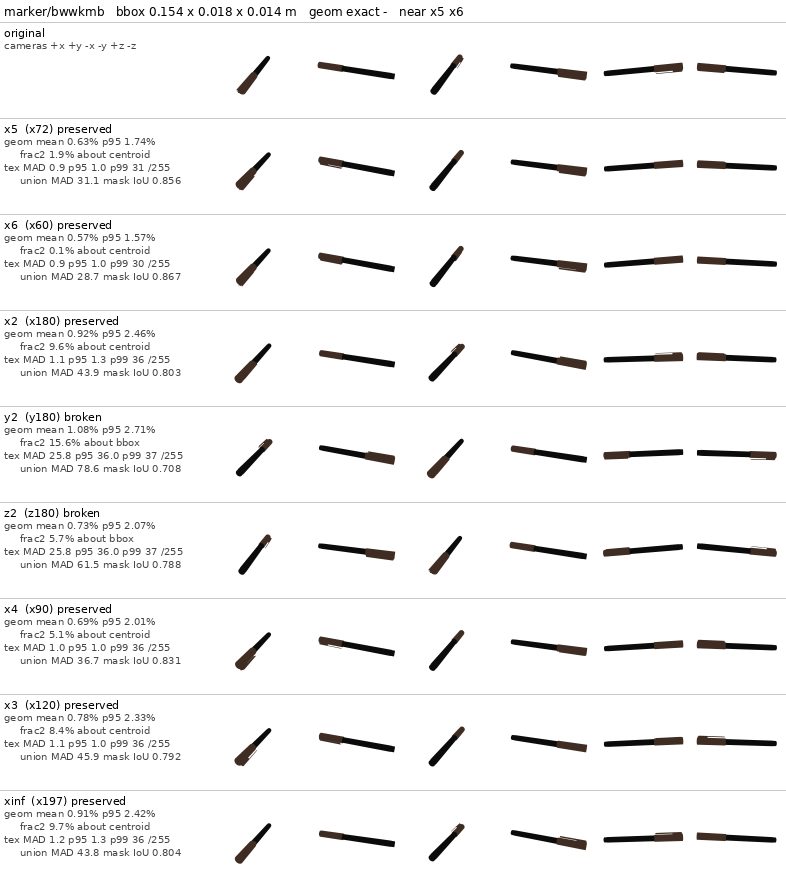 marker/bwwkmb   bbox 0.154 x 0.018 x 0.014 m   geom exact -   near x5 x6
original
cameras +x +y -x -y +z -z
x5  (x72) preserved
geom mean 0.63% p95 1.74%
frac2 1.9% about centroid
tex MAD 0.9 p95 1.0 p99 31 /255
union MAD 31.1 mask IoU 0.856
x6  (x60) preserved
geom mean 0.57% p95 1.57%
frac2 0.1% about centroid
tex MAD 0.9 p95 1.0 p99 30 /255
union MAD 28.7 mask IoU 0.867
x2  (x180) preserved
geom mean 0.92% p95 2.46%
frac2 9.6% about centroid
tex MAD 1.1 p95 1.3 p99 36 /255
union MAD 43.9 mask IoU 0.803
y2  (y180) broken
geom mean 1.08% p95 2.71%
frac2 15.6% about bbox
tex MAD 25.8 p95 36.0 p99 37 /255
union MAD 78.6 mask IoU 0.708
z2  (z180) broken
geom mean 0.73% p95 2.07%
frac2 5.7% about bbox
tex MAD 25.8 p95 36.0 p99 37 /255
union MAD 61.5 mask IoU 0.788
x4  (x90) preserved
geom mean 0.69% p95 2.01%
frac2 5.1% about centroid
tex MAD 1.0 p95 1.0 p99 36 /255
union MAD 36.7 mask IoU 0.831
x3  (x120) preserved
geom mean 0.78% p95 2.33%
frac2 8.4% about centroid
tex MAD 1.1 p95 1.0 p99 36 /255
union MAD 45.9 mask IoU 0.792
xinf  (x197) preserved
geom mean 0.91% p95 2.42%
frac2 9.7% about centroid
tex MAD 1.2 p95 1.3 p99 36 /255
union MAD 43.8 mask IoU 0.804